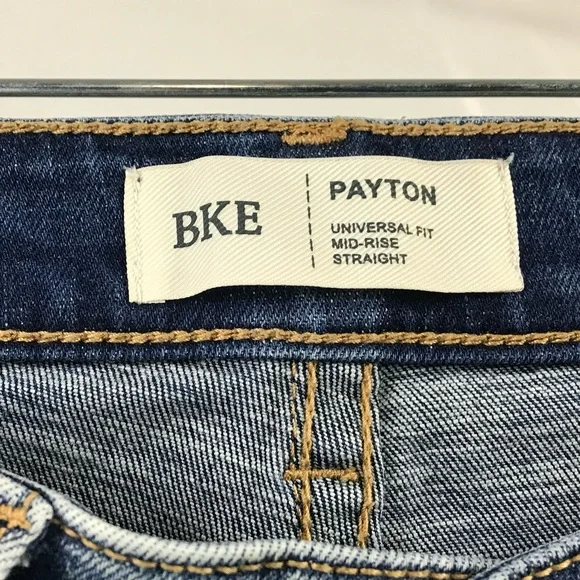 BKE
PAYTON
UNIVERSAL FIT
MID-RISE
STRAIGHT